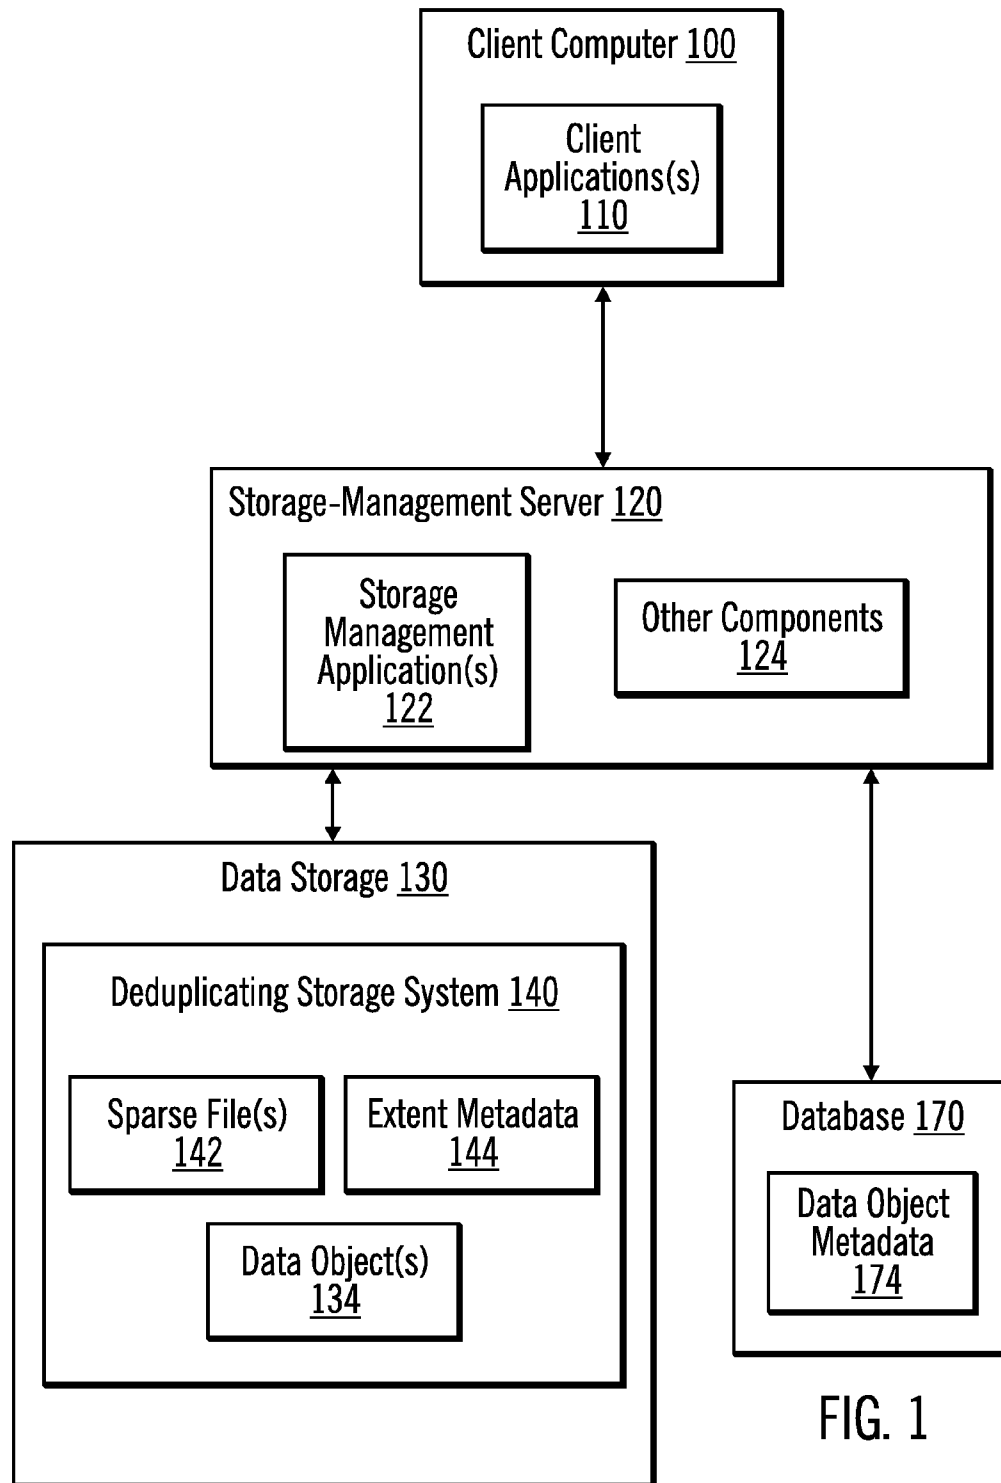 Client Computer 100
Client
Applications(s)
110
Storage-Management Server 120
Storage
Management
Application(s)
122
Other Components
124
Data Storage 130
Deduplicating Storage System 140
Sparse File(s)
142
Extent Metadata
144
Data Object(s)
134
Database 170
Data Object
Metadata
174
FIG. 1